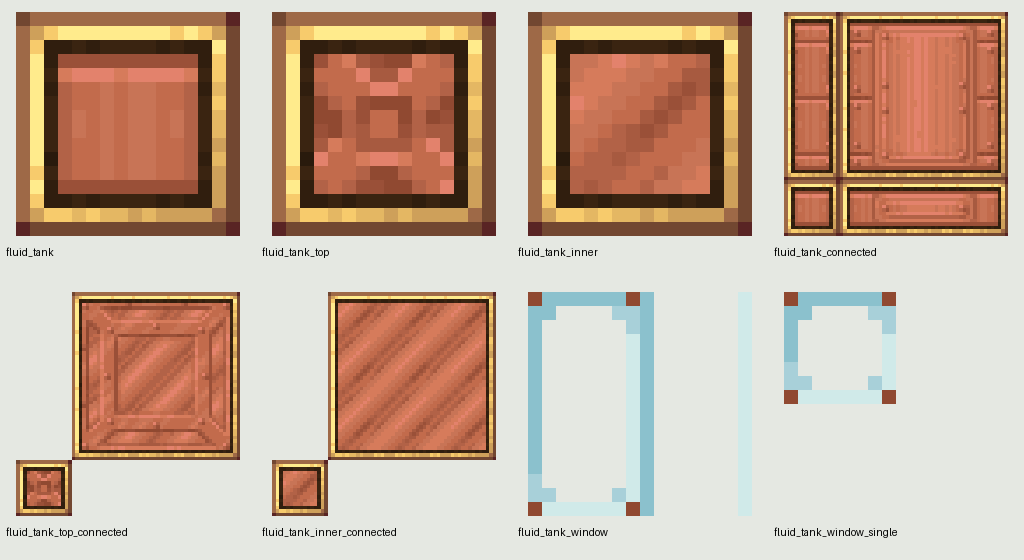 fluid_tank
fluid_tank_top
fluid_tank_inner
fluid_tank_connected
fluid_tank_top_connected
fluid_tank_inner_connected
fluid_tank_window
fluid_tank_window_single